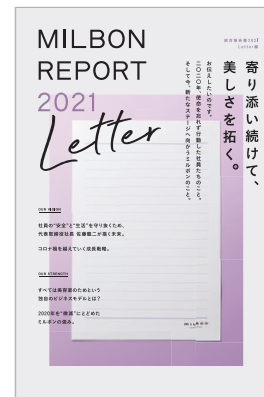 MILBON
REPORT
2021
Letter
統合報告書2021
Letter版
寄り添い続けて、
美しさを拓く。
お伝えしたいのです。
二〇二〇年、使命を忘れず行動した社員たちのこと。
そして今、新たなステージへ向かうミルボンのこと。
OUR MISSION
社員の“安全”と“生活”を守り抜くため、
代表取締役社長 佐藤龍二が描く未来。
コロナ禍を越えていく成長戦略。
OUR STRENGTH
すべては美容室のためという
独自のビジネスモデルとは？
2020年を“微減”にとどめた
ミルボンの強み。
milbon